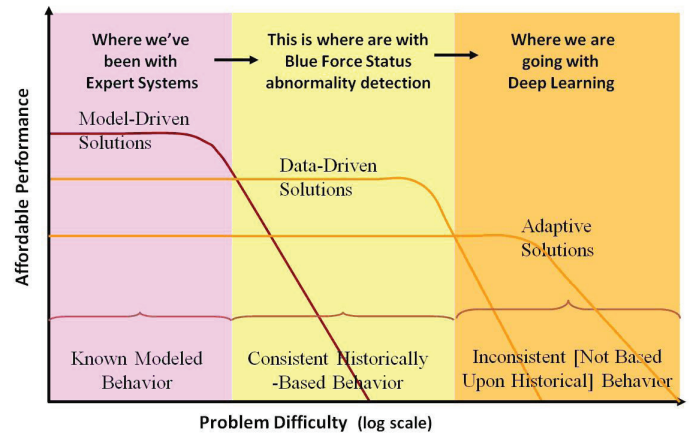 Where we've
been with
Expert Systems
This is where are with
Blue Force Status
abnormality detection
Where we are
going with
Deep Learning
Model-Driven
Solutions
Data-Driven
Solutions
Adaptive
Solutions
Affordable Performance
Known Modeled
Behavior
Consistent Historically
-Based Behavior
Inconsistent [Not Based
Upon Historical] Behavior
Problem Difficulty (log scale)